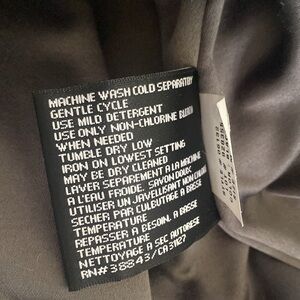 MACHINE WASH COLD SEPARATELY
GENTLE CYCLE
USE MILD DETERGENT
USE ONLY NON-CHLORINE BLEACH
WHEN NEEDED
TUMBLE DRY LOW
IRON ON LOWEST SETTING
MAY BE DRY CLEANED
LAVER SEPAREMENT A LA MACHINE
A L'EAU FROIDE, SAVON DOUX
UTILISER UN JAVELLISANT NON-CHLORE
SECHER PAR CULBUTAGE A BASSE
TEMPERATURE
REPASSER A BESOIN, A BASSE
TEMPERATURE
NETTOYAGE A SEC AUTORESE
RN#38843/CA31127